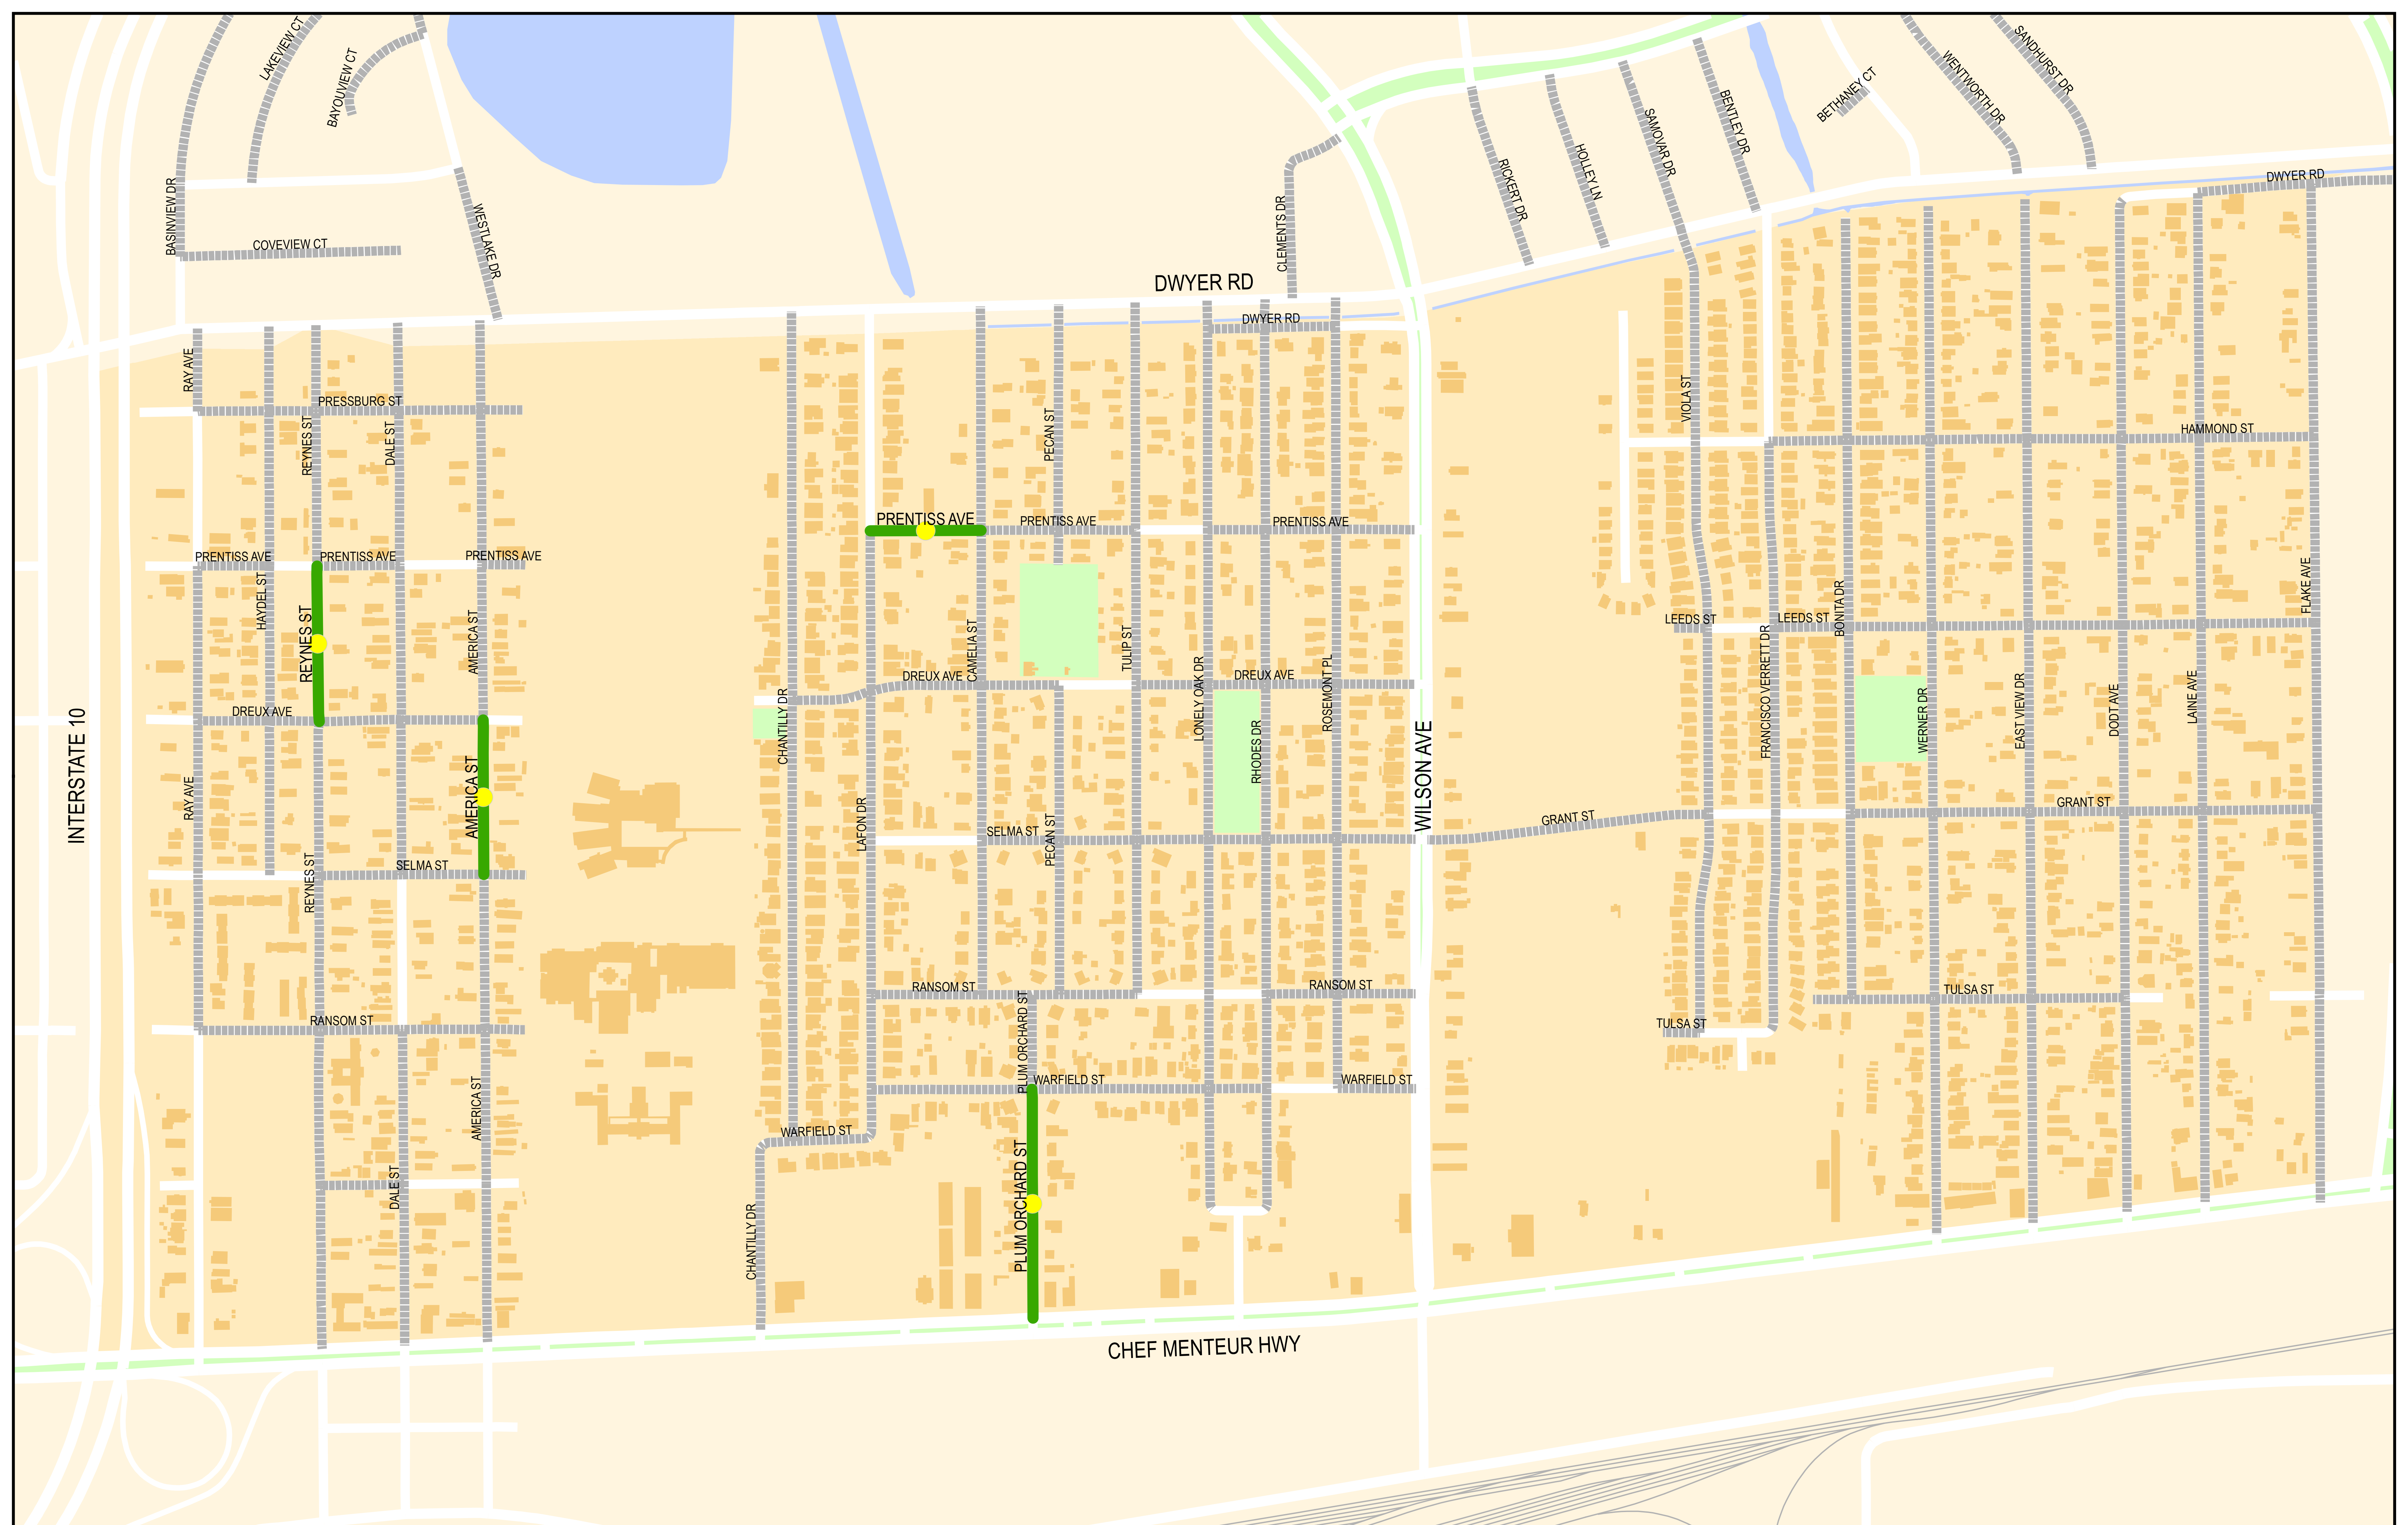 LAKEVIEW CT
BAYOUVIEW CT
SANDHURST DR
WENTWORTH DR
BETHANEY CT
BENTLEY DR
SAMOVAR DR
HOLLEY LN
RICKERT DR
DWYER RD
BASINVIEW DR
COVEVIEW CT
WESTLAKE DR
CLEMENTS DR
DWYER RD
DWYER RD
RAY AVE
PRESSBURG ST
REYNES ST
DALE ST
PECAN ST
VIOLA ST
HAMMOND ST
PRENTISS AVE
PRENTISS AVE
PRENTISS AVE
PRENTISS AVE
PRENTISS AVE
PRENTISS AVE
HAYDEL ST
REYNES ST
AMERICA ST
CAMELIA ST
TULIP ST
LEEDS ST
LEEDS ST
BONITA DR
FLAKE AVE
FRANCISCO VERRETT DR
DREUX AVE
DREUX AVE
DREUX AVE
LONELY OAK DR
ROSEMONT PL
CHANTILLY DR
RHODES DR
WERNER DR
EAST VIEW DR
DODT AVE
LAINE AVE
INTERSTATE 10
WILSON AVE
RAY AVE
AMERICA ST
LAFON DR
SELMA ST
PECAN ST
GRANT ST
GRANT ST
REYNES ST
SELMA ST
RANSOM ST
RANSOM ST
RANSOM ST
TULSA ST
TULSA ST
PLUM ORCHARD ST
WARFIELD ST
WARFIELD ST
WARFIELD ST
AMERICA ST
DALE ST
PLUM ORCHARD ST
CHANTILLY DR
CHEF MENTEUR HWY